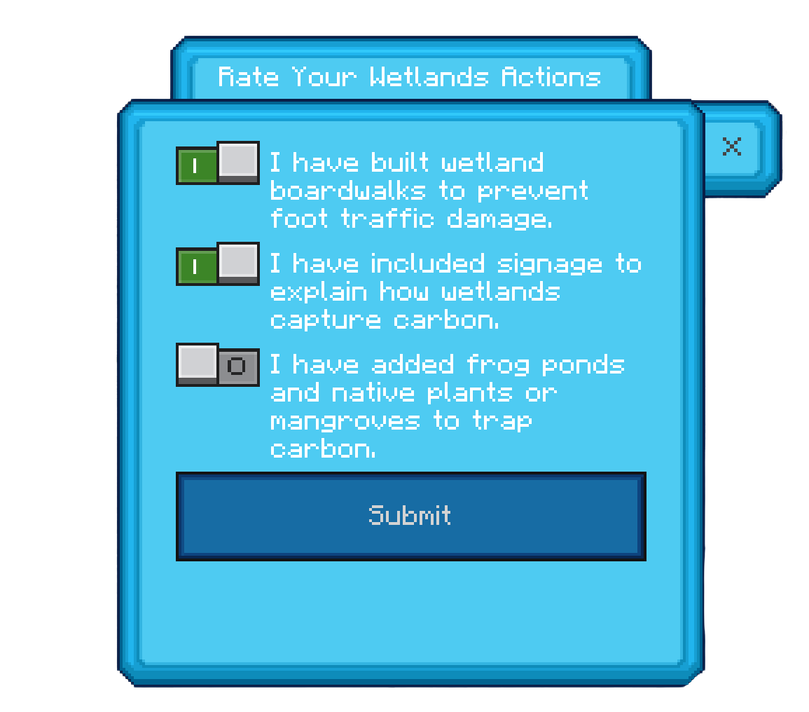 Rate Your Wetlands Actions
X
I have built wetland
boardwalks to prevent
foot traffic damage.
I have included signage to
explain how wetlands
capture carbon.
O
I have added frog ponds
and native plants or
mangroves to trap
carbon.
Submit